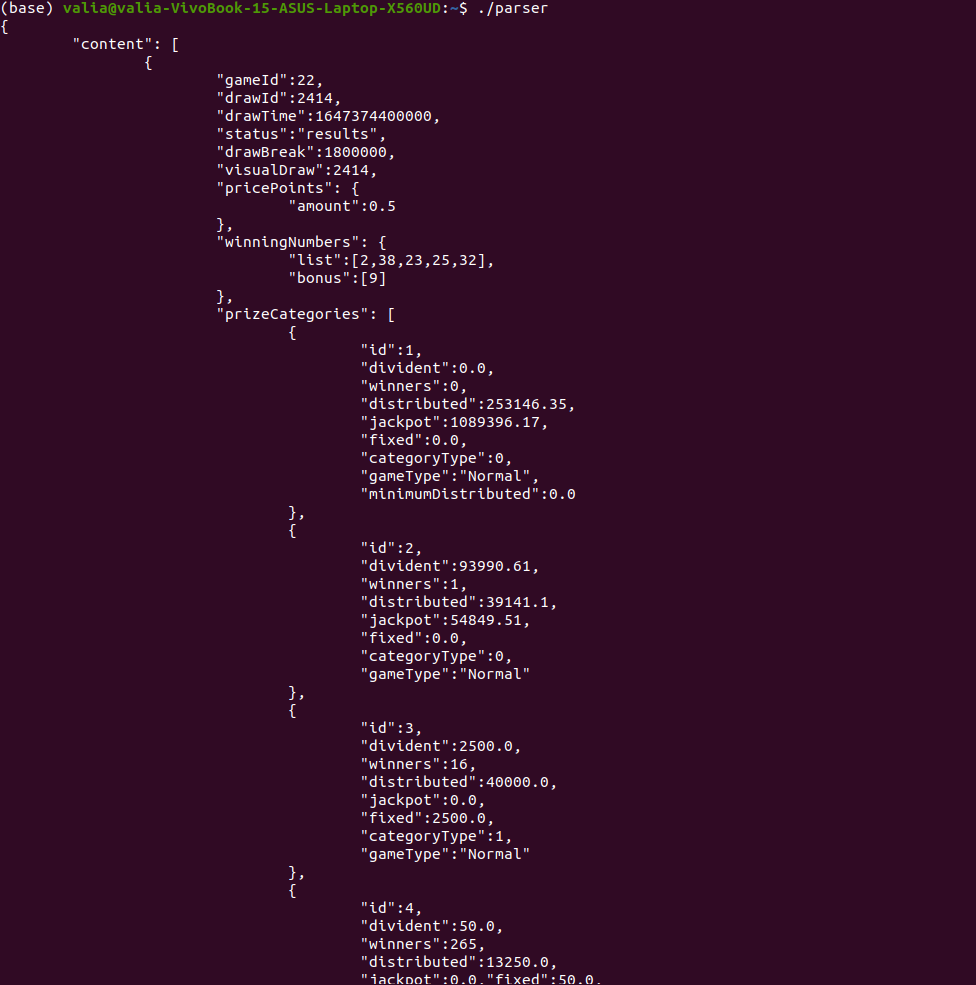 (base) valia@valia-VivoBook-15-ASUS-Laptop-X560UD:~$ ./parser
{
"content": [
{
"gameId":22,
"drawId":2414,
"drawTime":1647374400000,
"status":"results",
"drawBreak":1800000,
"visualDraw":2414,
"pricePoints": {
"amount":0.5
},
"winningNumbers": {
"list":[2,38,23,25,32],
"bonus":[9]
},
"prizeCategories": [
{
"id":1,
"divident":0.0,
"winners":0,
"distributed":253146.35,
"jackpot":1089396.17,
"fixed":0.0,
"categoryType":0,
"gameType":"Normal",
"minimumDistributed":0.0
},
{
"id":2,
"divident":93990.61,
"winners":1,
"distributed":39141.1,
"jackpot":54849.51,
"fixed":0.0,
"categoryType":0,
"gameType":"Normal"
},
{
"id":3,
"divident":2500.0,
"winners":16,
"distributed":40000.0,
"jackpot":0.0,
"fixed":2500.0,
"categoryType":1,
"gameType":"Normal"
},
{
"id":4,
"divident":50.0,
"winners":265,
"distributed":13250.0,
"jackpot":0.0,"fixed":50.0,